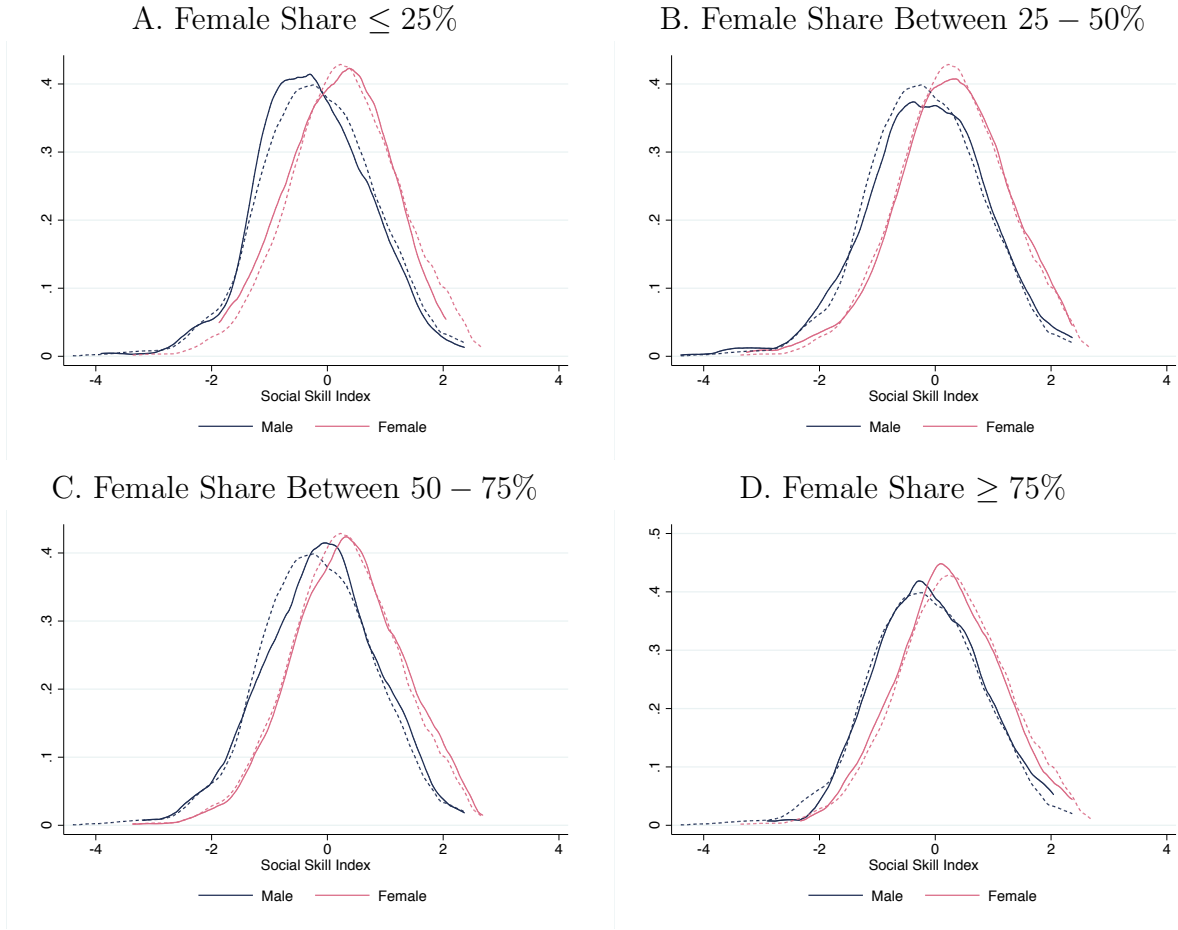 A. Female Share ≤ 25%
.4
.3
.2
.1
0
-4 -2 0 2 4
Social Skill Index
Male Female
B. Female Share Between 25 − 50%
.4
.3
.2
.1
0
-4 -2 0 2 4
Social Skill Index
Male Female
C. Female Share Between 50 − 75%
.4
.3
.2
.1
0
-4 -2 0 2 4
Social Skill Index
Male Female
D. Female Share ≥ 75%
.5
.4
.3
.2
.1
0
-4 -2 0 2 4
Social Skill Index
Male Female